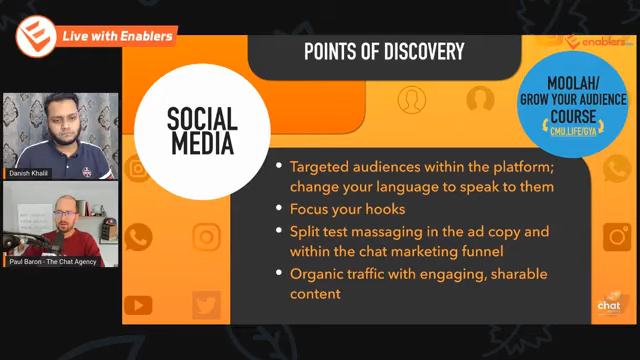 Live with Enablers
POINTS OF DISCOVERY
Enablers
MOOLAH/
GROW YOUR AUDIENCE
COURSE
CMU.LIFE/GYA
SOCIAL
MEDIA
Targeted audiences within the platform;
change your language to speak to them
Focus your hooks
Split test massaging in the ad copy and
within the chat marketing funnel
Organic traffic with engaging, sharable
content
Danish Khalil
Paul Baron - The Chat Agency
chat